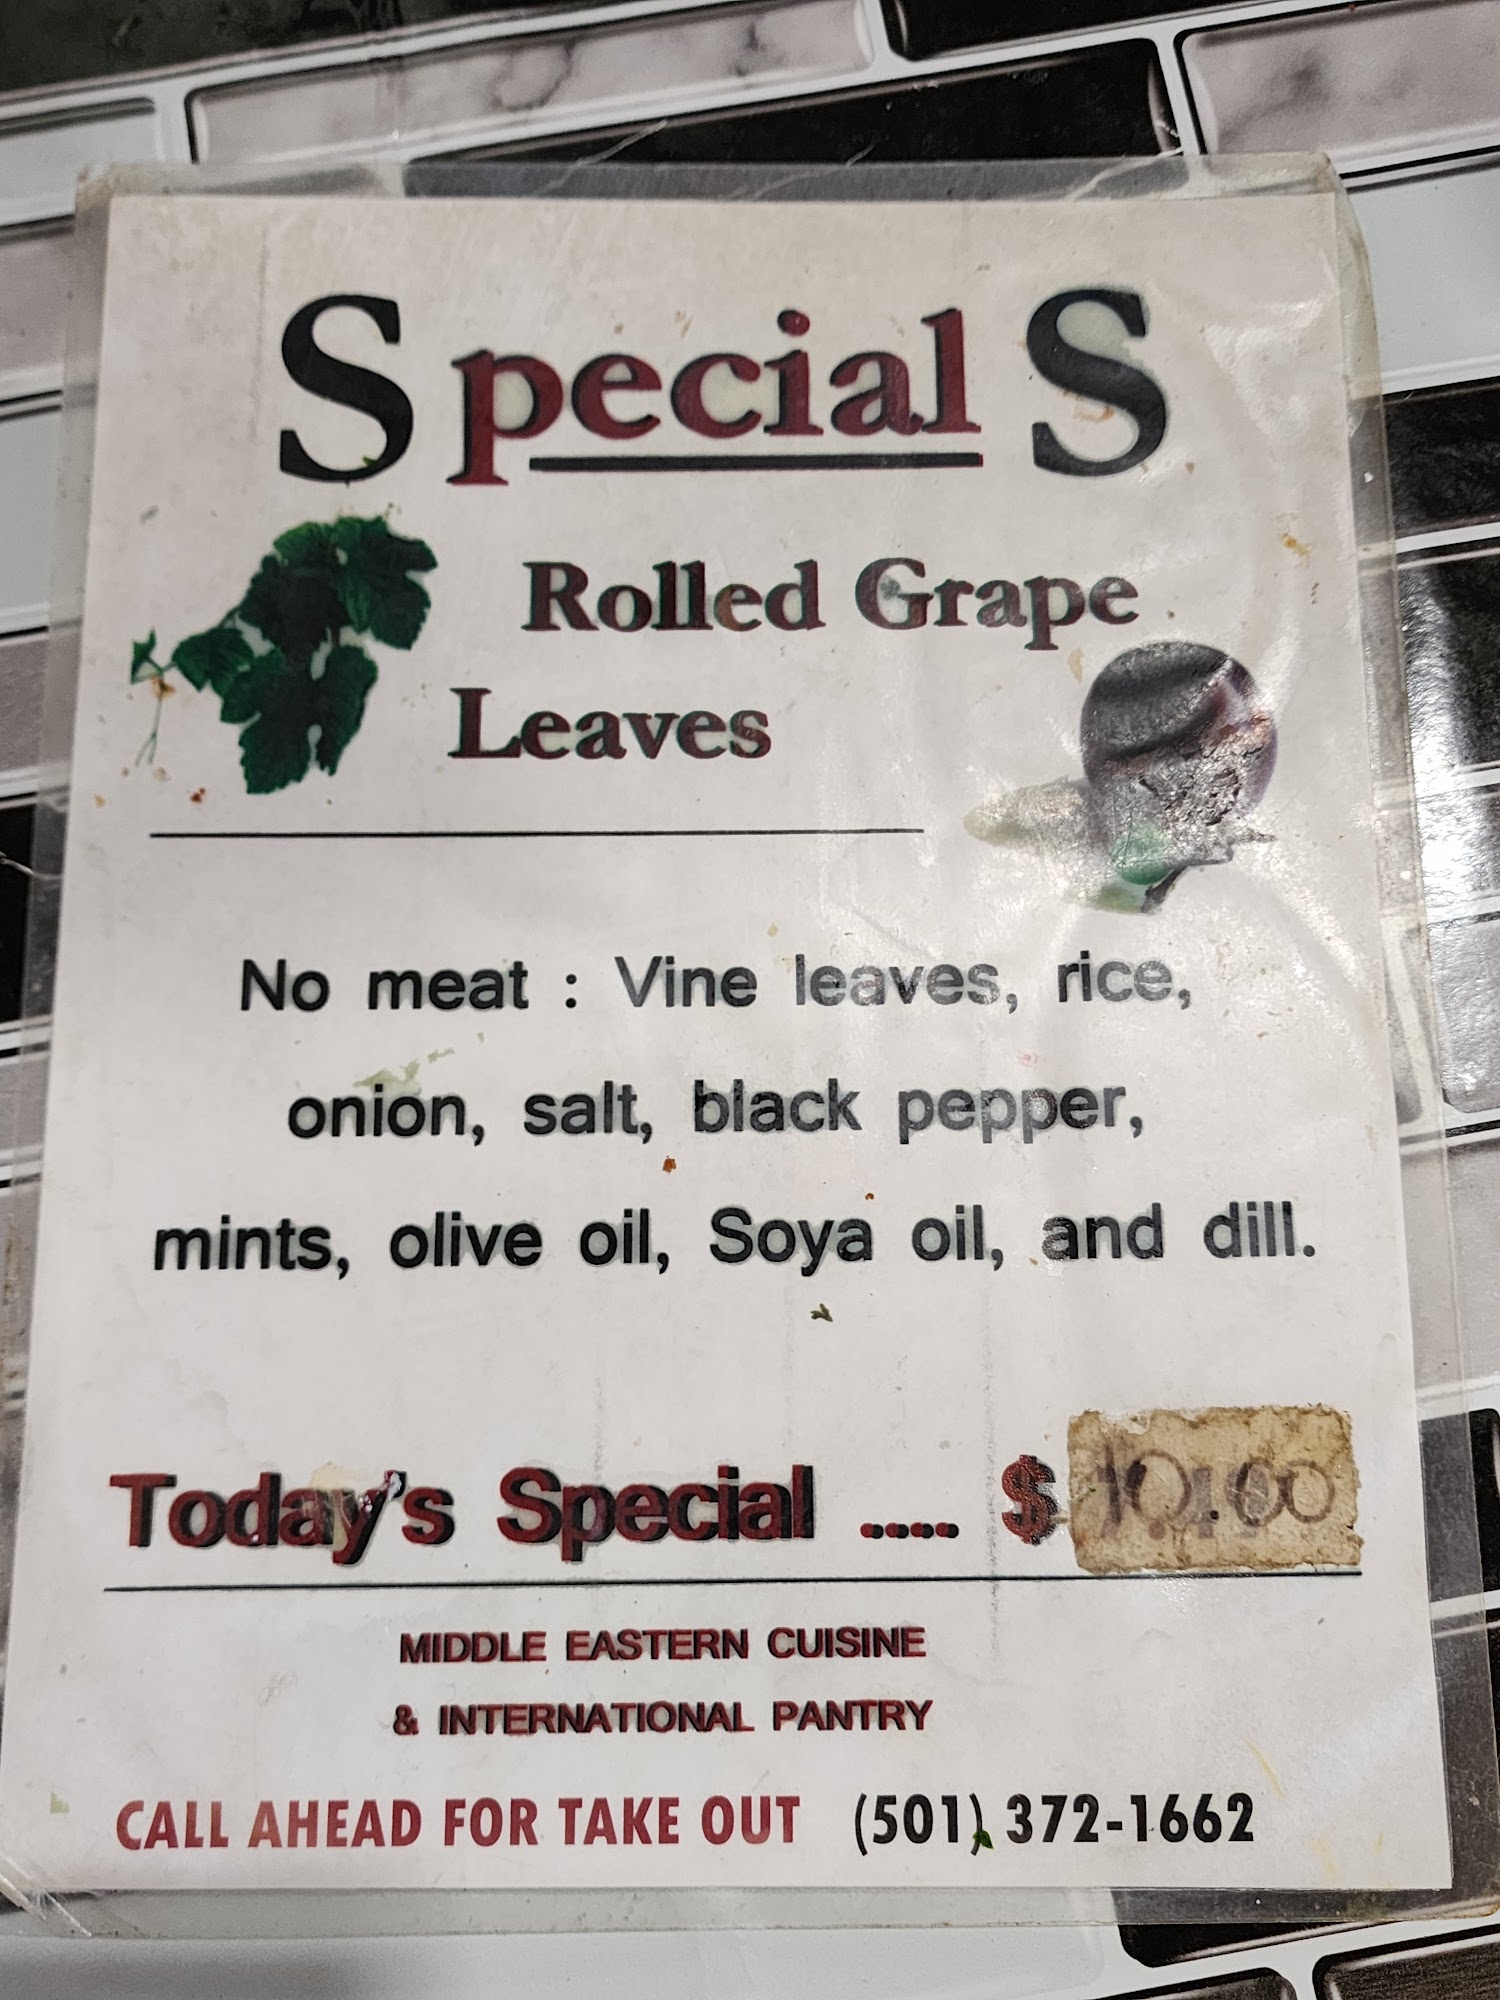 SpecialS
Rolled Grape
Leaves
No meat : Vine leaves, rice,
onion, salt, black pepper,
mints, olive oil, Soya oil, and dill.
Today's Special ..... $ 10.00
MIDDLE EASTERN CUISINE
& INTERNATIONAL PANTRY
CALL AHEAD FOR TAKE OUT (501) 372-1662